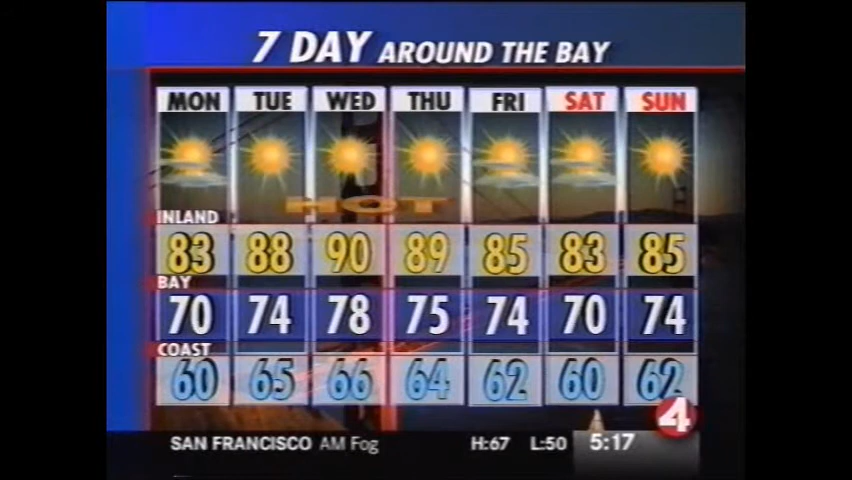 7 DAY AROUND THE BAY
MON TUE WED THU FRI SAT SUN
HOT
INLAND
83 88 90 89 85 83 85
BAY
70 74 78 75 74 70 74
COAST
60 65 66 64 62 60 62
4
SAN FRANCISCO AM Fog H:67 L:50 5:17